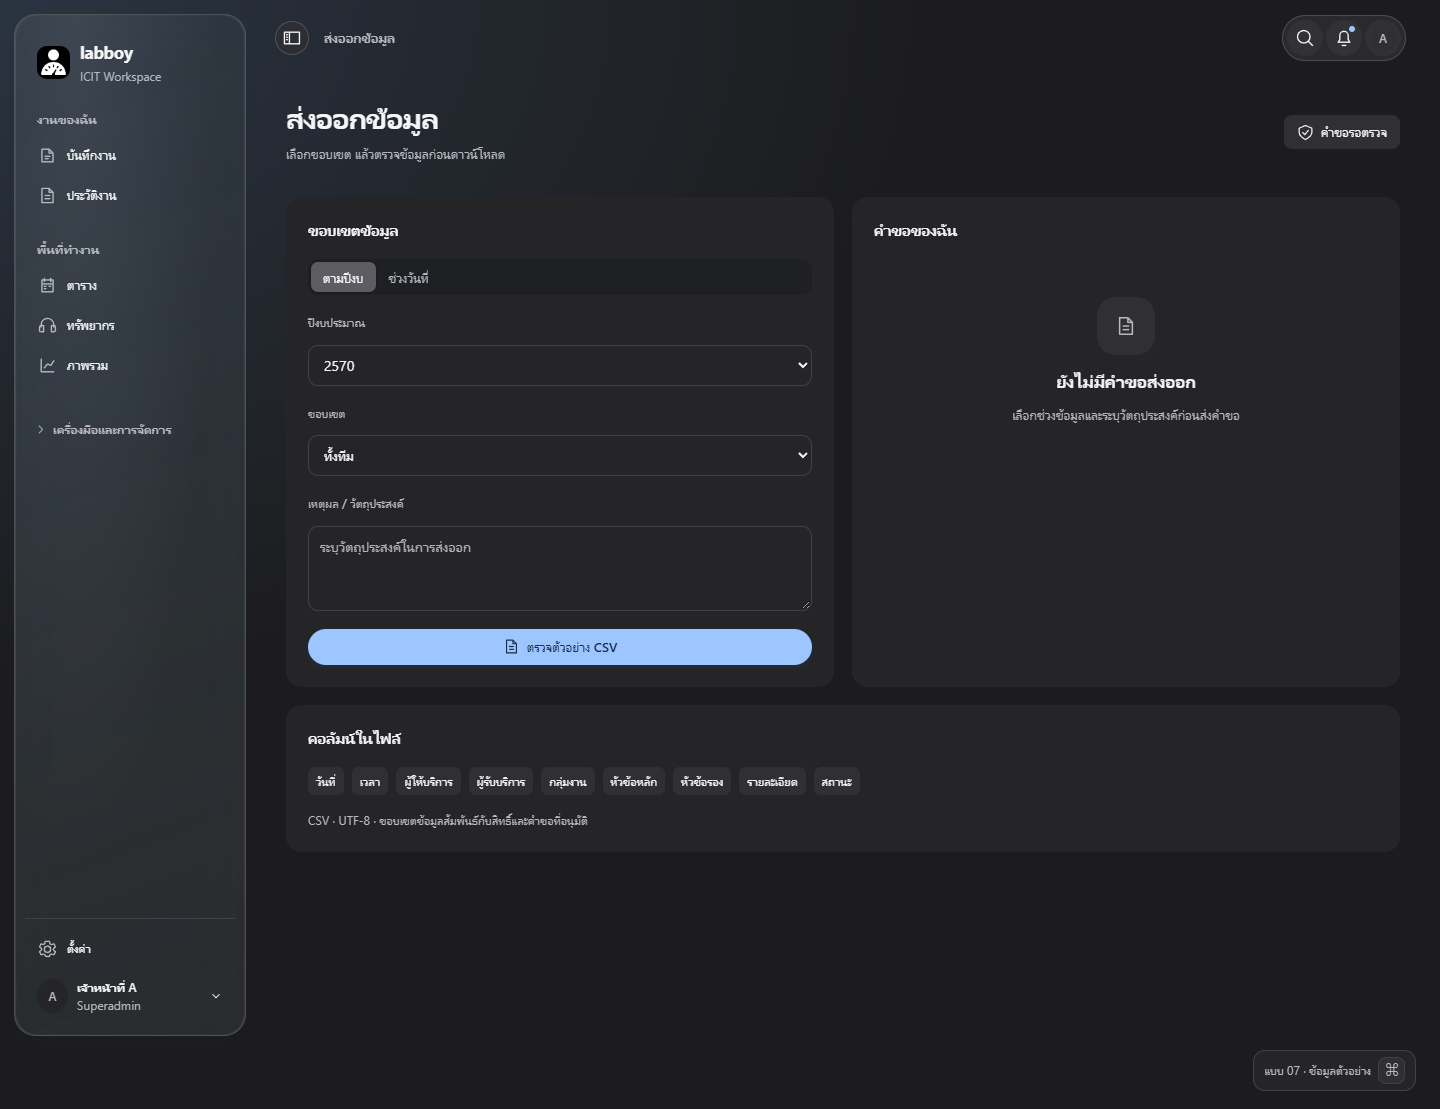 labboy
ICIT Workspace
งานของฉัน
บันทึกงาน
ประวัติงาน
พื้นที่ทำงาน
ตาราง
ทรัพยากร
ภาพรวม
เครื่องมือและการจัดการ
ตั้งค่า
A
เจ้าหน้าที่ A
Superadmin
ส่งออกข้อมูล
A
ส่งออกข้อมูล
เลือกขอบเขต แล้วตรวจข้อมูลก่อนดาวน์โหลด
คำขอรอตรวจ
ขอบเขตข้อมูล
ตามปีงบ
ช่วงวันที่
ปีงบประมาณ
2570
ขอบเขต
ทั้งทีม
เหตุผล / วัตถุประสงค์
ระบุวัตถุประสงค์ในการส่งออก
ตรวจตัวอย่าง CSV
คำขอของฉัน
ยังไม่มีคำขอส่งออก
เลือกช่วงข้อมูลและระบุวัตถุประสงค์ก่อนส่งคำขอ
คอลัมน์ในไฟล์
วันที่ เวลา ผู้ให้บริการ ผู้รับบริการ กลุ่มงาน หัวข้อหลัก หัวข้อรอง รายละเอียด สถานะ
CSV · UTF-8 · ขอบเขตข้อมูลสัมพันธ์กับสิทธิ์และคำขอที่อนุมัติ
แบบ 07 · ข้อมูลตัวอย่าง ⌘